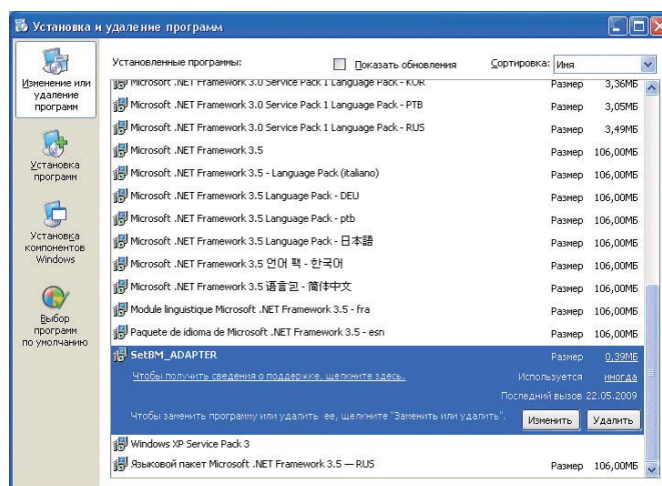 Установка и удаление программ
Изменение или удаление программ
Установка программ
Установка компонентов Windows
Выбор программ по умолчанию
Установленные программы: Показать обновления Сортировка: Имя
Microsoft .NET Framework 3.0 Service Pack 1 Language Pack - KOR Размер 3,36МБ
Microsoft .NET Framework 3.0 Service Pack 1 Language Pack - PTB Размер 3,05МБ
Microsoft .NET Framework 3.0 Service Pack 1 Language Pack - RUS Размер 3,49МБ
Microsoft .NET Framework 3.5 Размер 106,00МБ
Microsoft .NET Framework 3.5 - Language Pack (italiano) Размер 106,00МБ
Microsoft .NET Framework 3.5 Language Pack - DEU Размер 106,00МБ
Microsoft .NET Framework 3.5 Language Pack - ptb Размер 106,00МБ
Microsoft .NET Framework 3.5 Language Pack - 日本語 Размер 106,00МБ
Microsoft .NET Framework 3.5 언어 팩 - 한국어 Размер 106,00МБ
Microsoft .NET Framework 3.5 语言包 - 简体中文 Размер 106,00МБ
Module linguistique Microsoft .NET Framework 3.5 - fra Размер 106,00МБ
Paquete de idioma de Microsoft .NET Framework 3.5 - esn Размер 106,00МБ
SetBM_ADAPTER Размер 0,39МБ
Чтобы получить сведения о поддержке, щелкните здесь. Используется иногда
Последний вызов 22.05.2009
Чтобы заменить программу или удалить ее, щелкните "Заменить или удалить". Изменить Удалить
Windows XP Service Pack 3
Языковой пакет Microsoft .NET Framework 3.5 — RUS Размер 106,00МБ